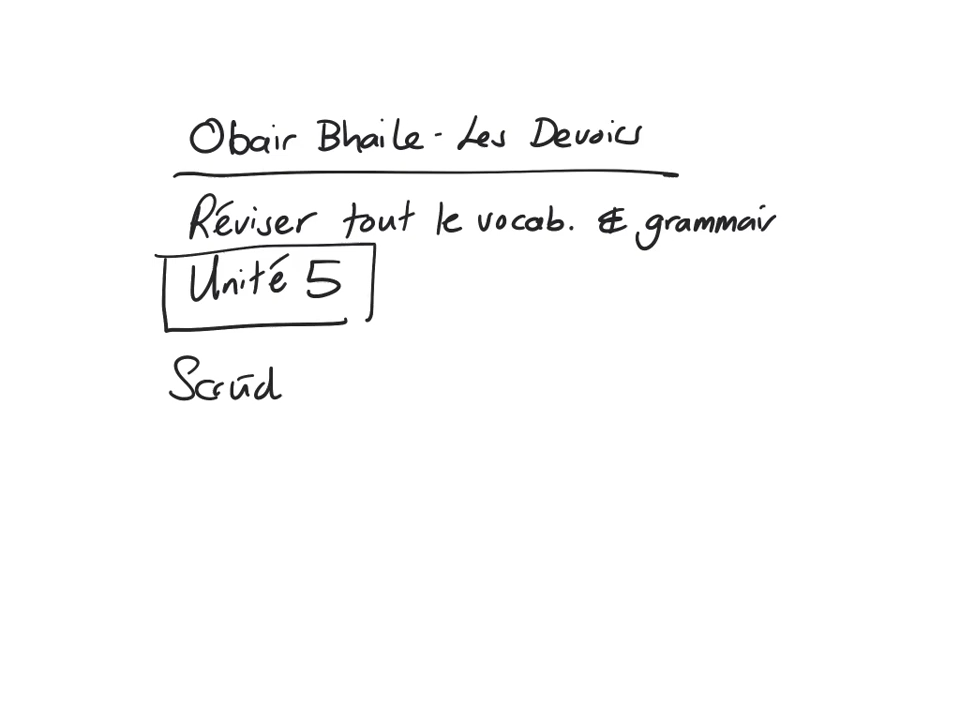 Obair Bhaile - Les Devoirs
Réviser tout le vocab. & grammair
Unité 5
Scrúd